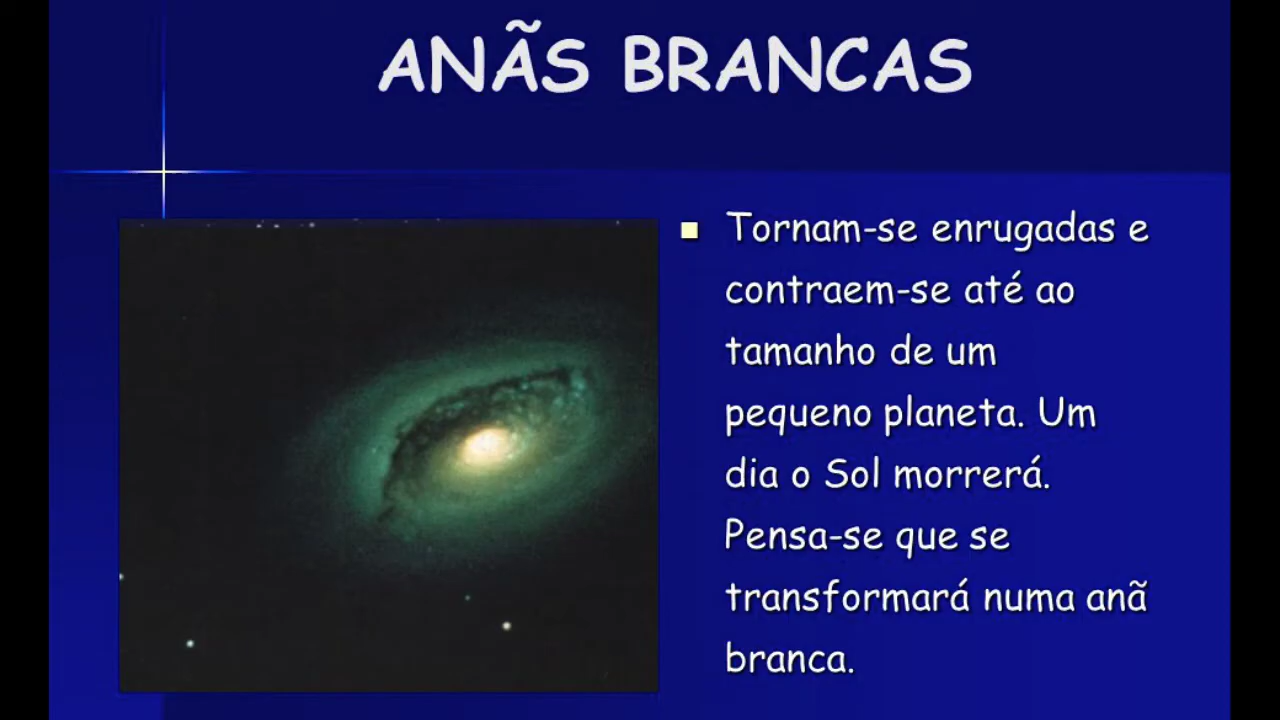 ANÃS BRANCAS
Tornam-se enrugadas e
contraem-se até ao
tamanho de um
pequeno planeta. Um
dia o Sol morrerá.
Pensa-se que se
transformará numa anã
branca.